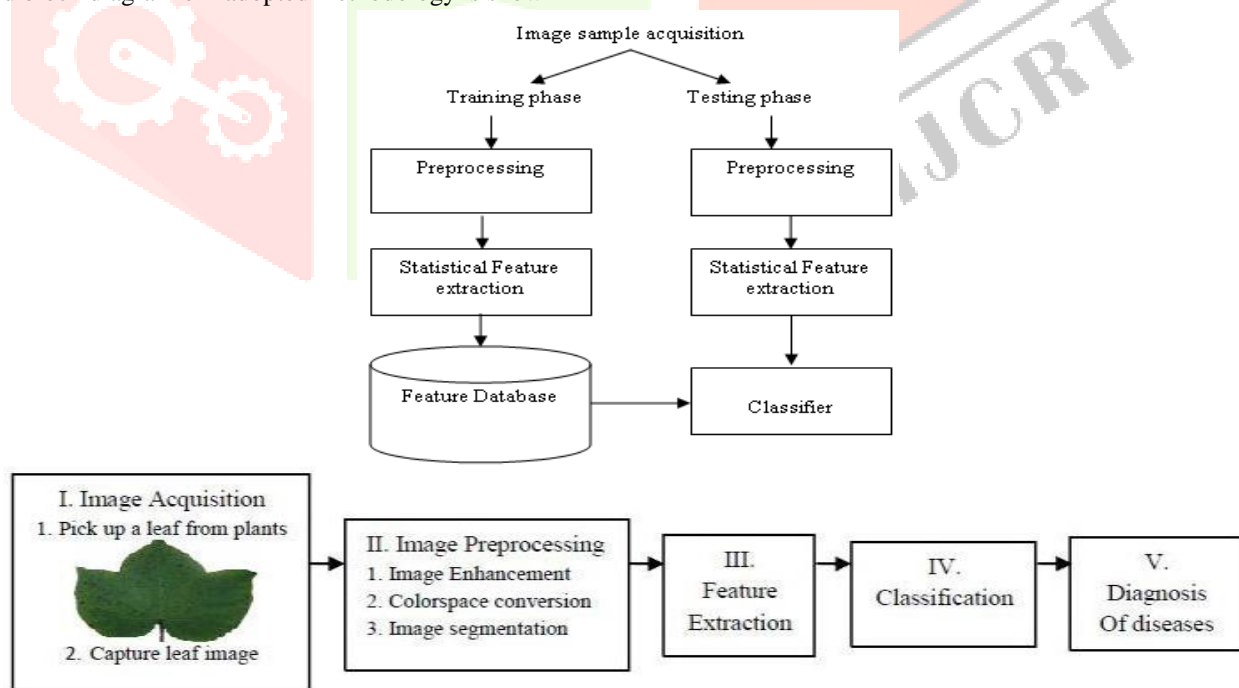 Image sample acquisition
Training phase
Testing phase
Preprocessing
Preprocessing
Statistical Feature
extraction
Statistical Feature
extraction
Feature Database
Classifier
IJCRT
I. Image Acquisition
1. Pick up a leaf from plants
2. Capture leaf image
II. Image Preprocessing
1. Image Enhancement
2. Colorspace conversion
3. Image segmentation
III.
Feature
Extraction
IV.
Classification
V.
Diagnosis
Of diseases